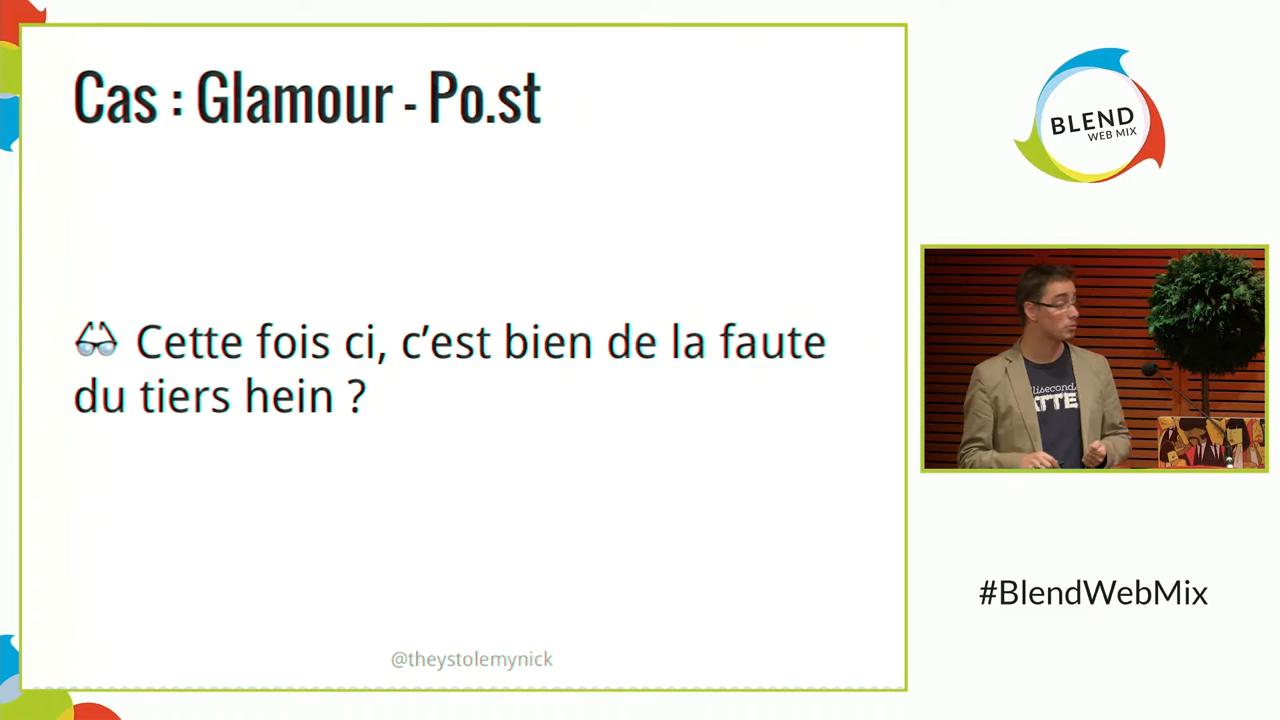 Cas : Glamour - Po.st
Cette fois ci, c’est bien de la faute
du tiers hein ?
@theystolemynick
BLEND
WEB MIX
#BlendWebMix